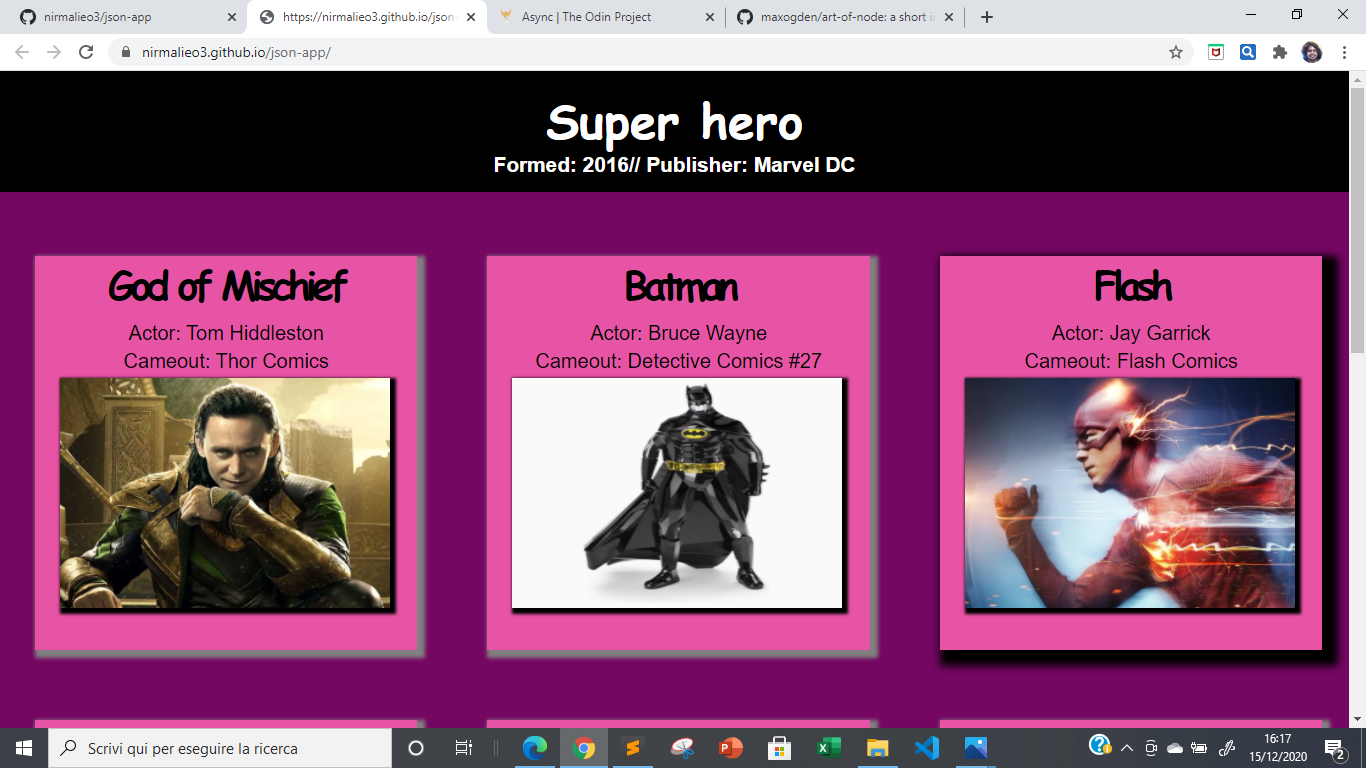 nirmalieo3/json-app
https://nirmalieo3.github.io/json-
Async | The Odin Project
maxogden/art-of-node: a short in
nirmalieo3.github.io/json-app/
Super hero
Formed: 2016// Publisher: Marvel DC
God of Mischief
Actor: Tom Hiddleston
Cameout: Thor Comics
Batman
Actor: Bruce Wayne
Cameout: Detective Comics #27
Flash
Actor: Jay Garrick
Cameout: Flash Comics
Scrivi qui per eseguire la ricerca
16:17
15/12/2020
2